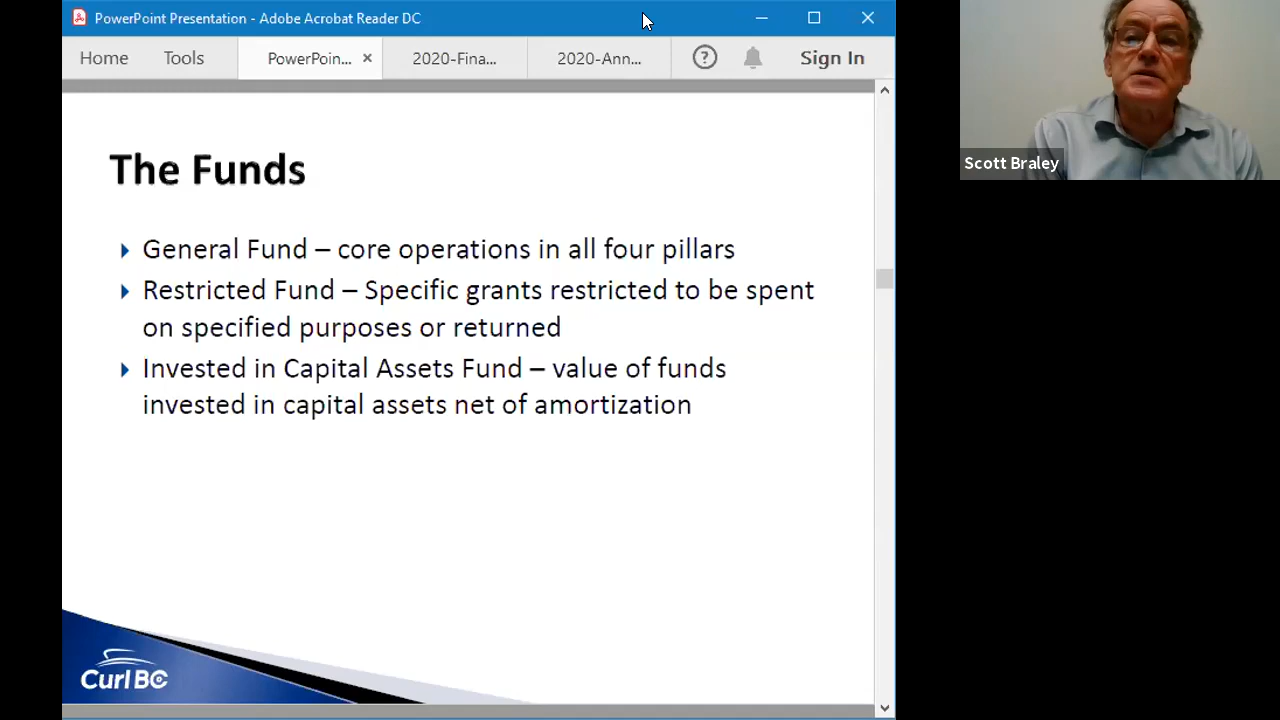 PowerPoint Presentation - Adobe Acrobat Reader DC
Home Tools PowerPoin... × 2020-Fina... 2020-Ann... ? Sign In
The Funds
General Fund – core operations in all four pillars
Restricted Fund – Specific grants restricted to be spent
on specified purposes or returned
Invested in Capital Assets Fund – value of funds
invested in capital assets net of amortization
Curl BC
Scott Braley